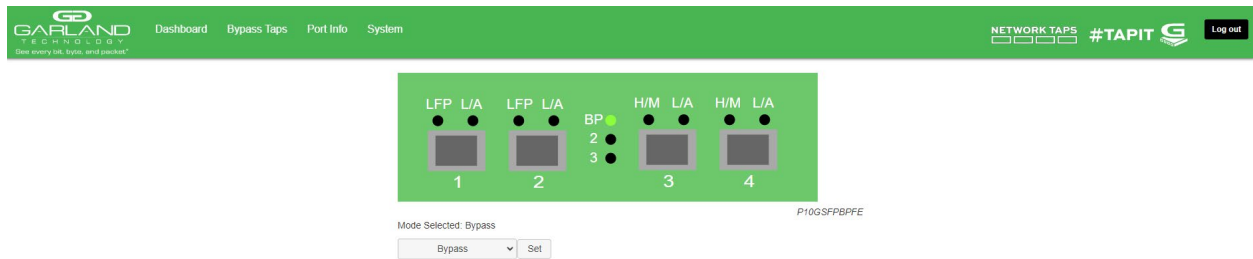 GARLAND
TECHNOLOGY
See every bit, byte, and packet®
Dashboard Bypass Taps Port Info System
NETWORK TAPS
#TAPIT
Log out
LFP L/A LFP L/A H/M L/A H/M L/A
BP
2
3
1 2 3 4
P10GSFPBPFE
Mode Selected: Bypass
Bypass Set